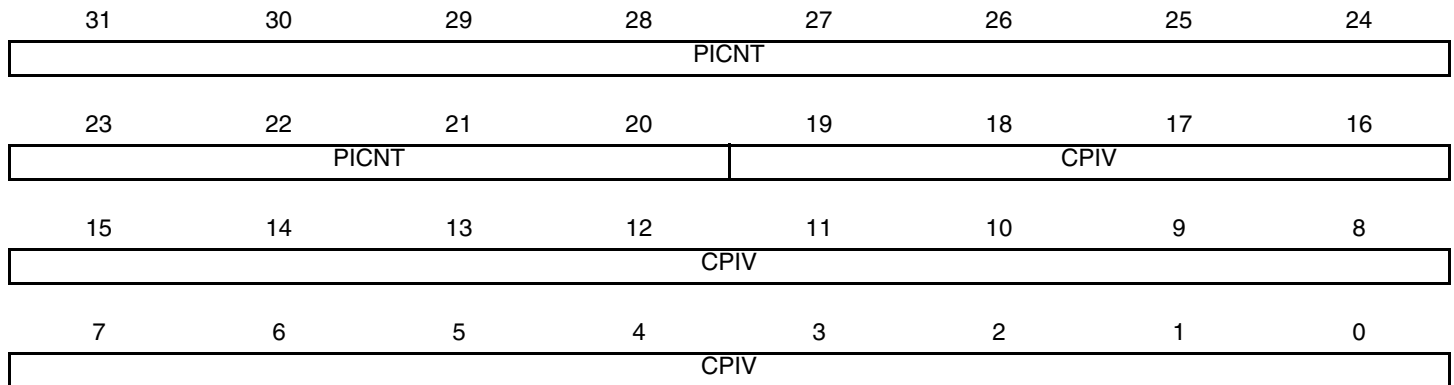 31 30 29 28 27 26 25 24
PICNT
23 22 21 20 19 18 17 16
PICNT CPIV
15 14 13 12 11 10 9 8
CPIV
7 6 5 4 3 2 1 0
CPIV